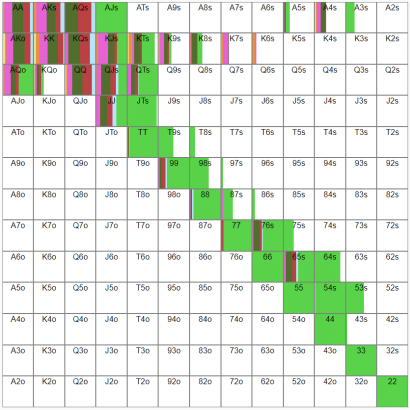 AA AKs AQs AJs ATs A9s A8s A7s A6s A5s A4s A3s A2s
AKo KK KQs KJs KTs K9s K8s K7s K6s K5s K4s K3s K2s
AQo KQo QQ QJs QTs Q9s Q8s Q7s Q6s Q5s Q4s Q3s Q2s
AJo KJo QJo JJ JTs J9s J8s J7s J6s J5s J4s J3s J2s
ATo KTo QTo JTo TT T9s T8s T7s T6s T5s T4s T3s T2s
A9o K9o Q9o J9o T9o 99 98s 97s 96s 95s 94s 93s 92s
A8o K8o Q8o J8o T8o 98o 88 87s 86s 85s 84s 83s 82s
A7o K7o Q7o J7o T7o 97o 87o 77 76s 75s 74s 73s 72s
A6o K6o Q6o J6o T6o 96o 86o 76o 66 65s 64s 63s 62s
A5o K5o Q5o J5o T5o 95o 85o 75o 65o 55 54s 53s 52s
A4o K4o Q4o J4o T4o 94o 84o 74o 64o 54o 44 43s 42s
A3o K3o Q3o J3o T3o 93o 83o 73o 63o 53o 43o 33 32s
A2o K2o Q2o J2o T2o 92o 82o 72o 62o 52o 42o 32o 22